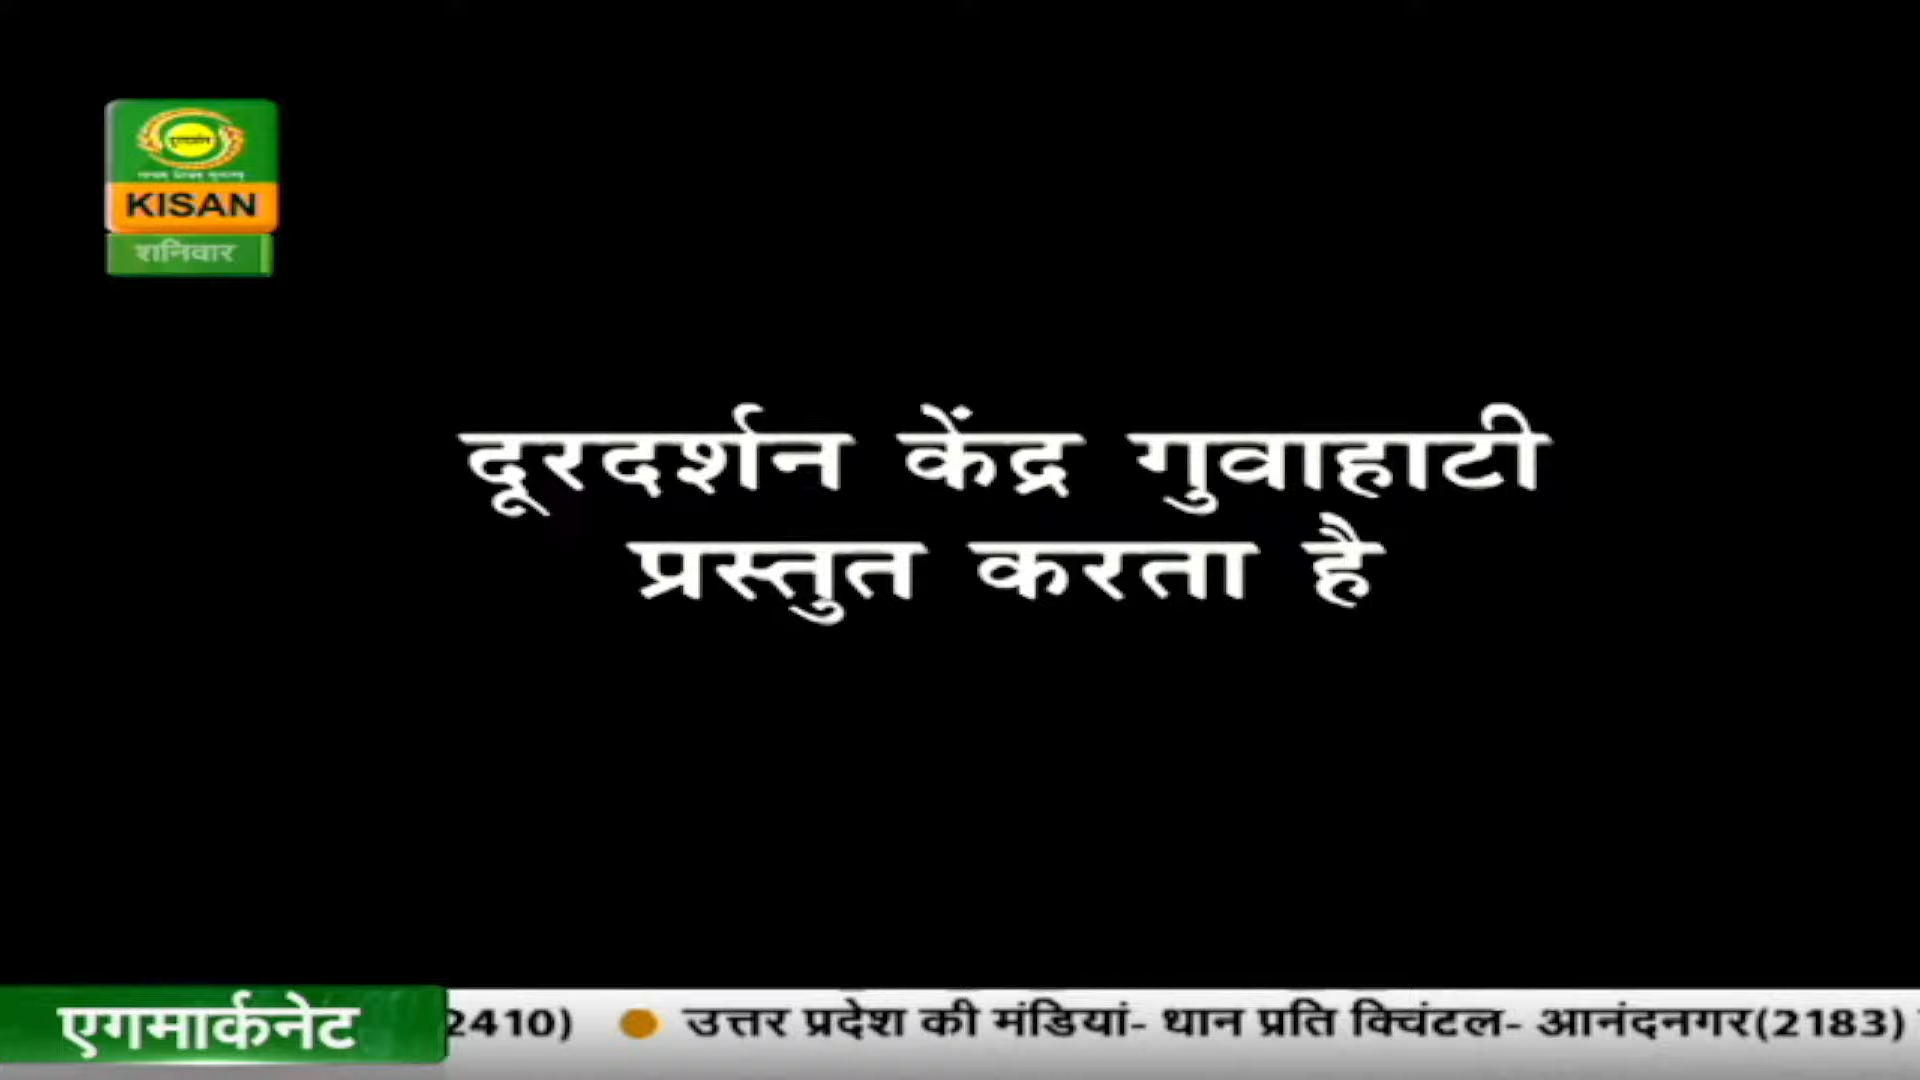 KISAN
शनिवार
दूरदर्शन केंद्र गुवाहाटी
प्रस्तुत करता है
एगमार्कनेट
2410) उत्तर प्रदेश की मंडियां- धान प्रति क्विंटल- आनंदनगर(2183)